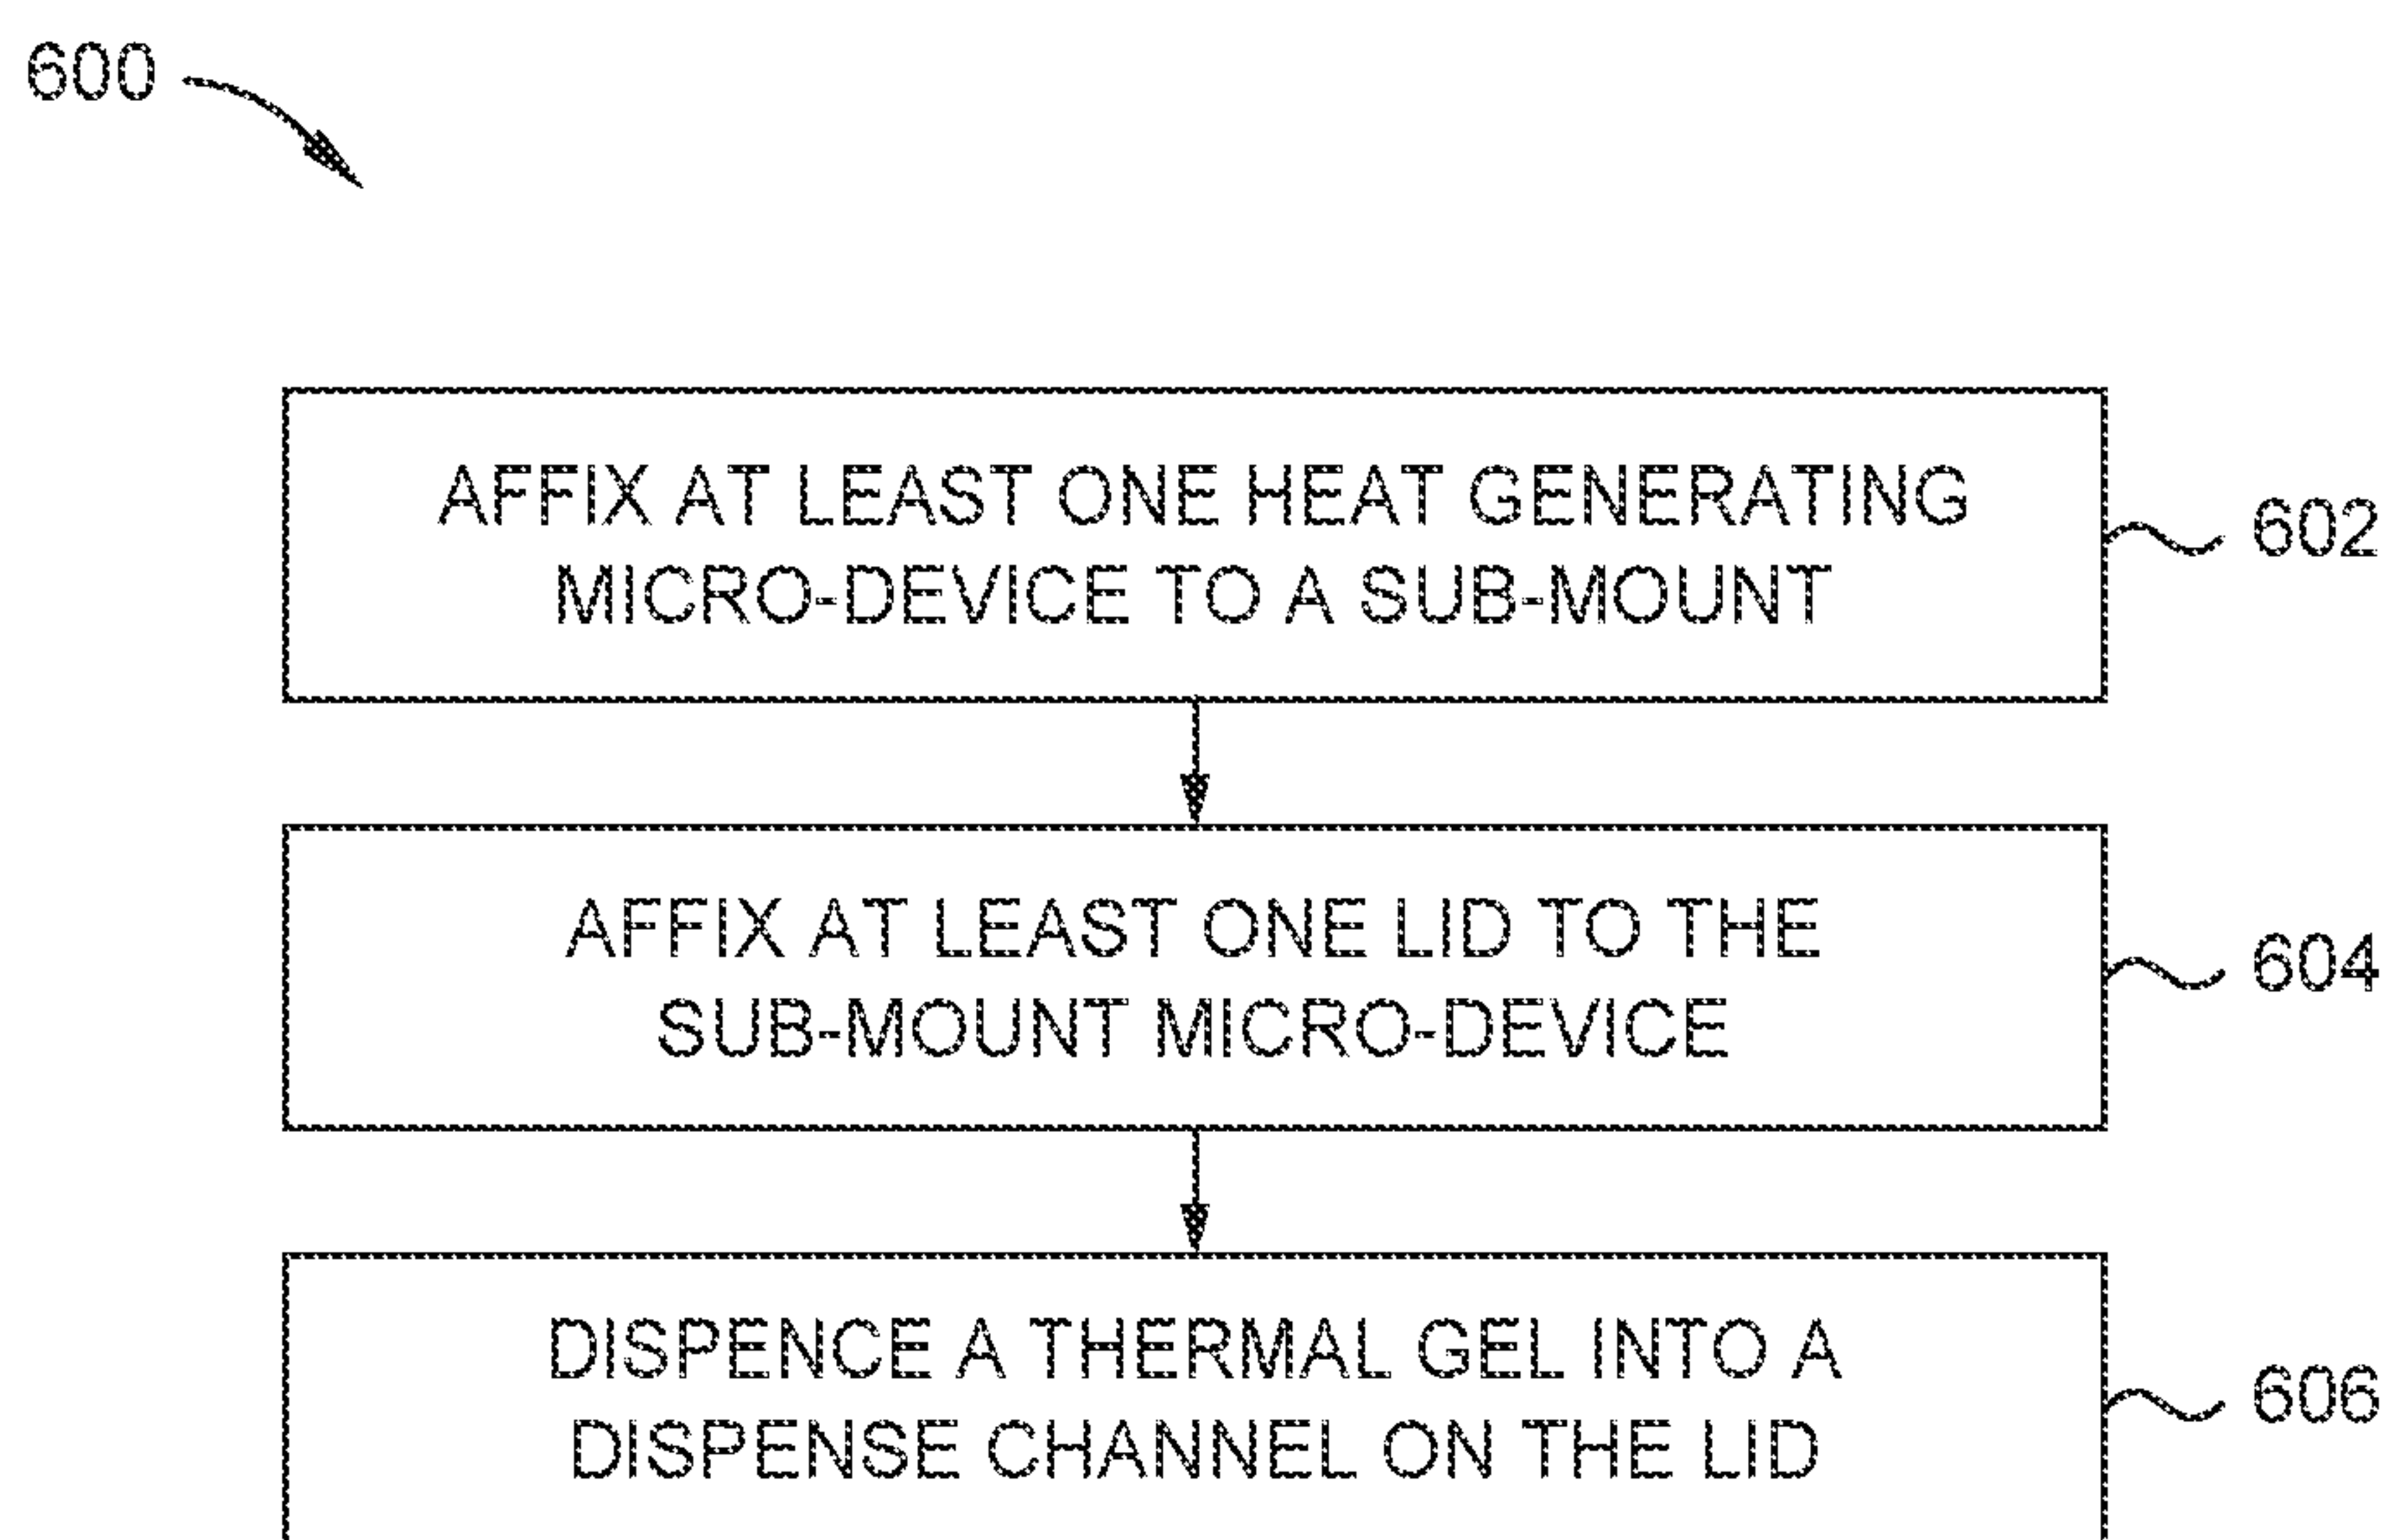 600
AFFIX AT LEAST ONE HEAT GENERATING
MICRO-DEVICE TO A SUB-MOUNT
602
AFFIX AT LEAST ONE LID TO THE
SUB-MOUNT MICRO-DEVICE
604
DISPENCE A THERMAL GEL INTO A
DISPENSE CHANNEL ON THE LID
606